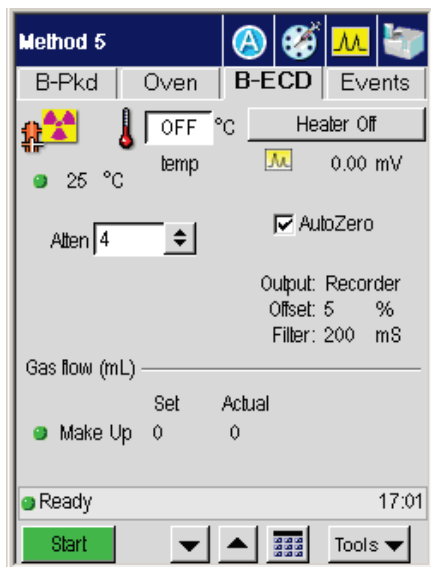 Method 5 A
B-Pkd Oven B-ECD Events
OFF °C Heater Off
temp 0.00 mV
25 °C
Atten 4 AutoZero
Output: Recorder
Offset: 5 %
Filter: 200 mS
Gas flow (mL)
Set Actual
Make Up 0 0
Ready 17:01
Start Tools